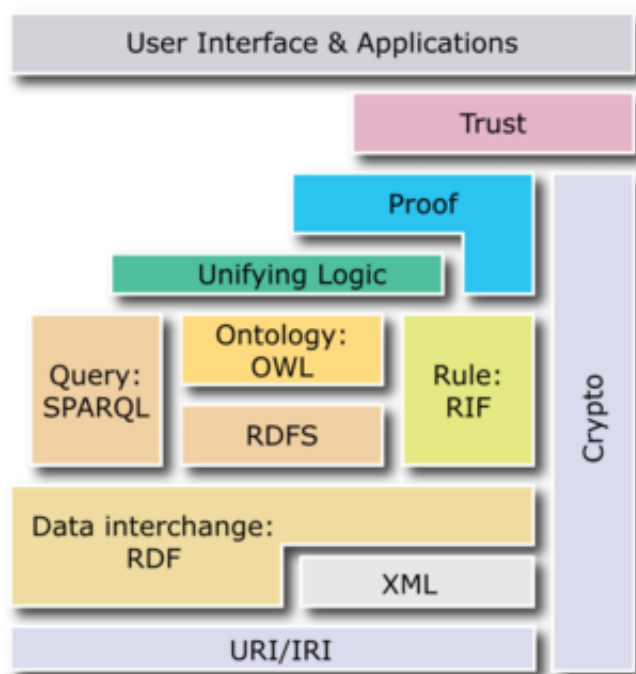 User Interface & Applications
Trust
Proof
Unifying Logic
Query:
SPARQL
Ontology:
OWL
RDFS
Rule:
RIF
Crypto
Data interchange:
RDF
XML
URI/IRI